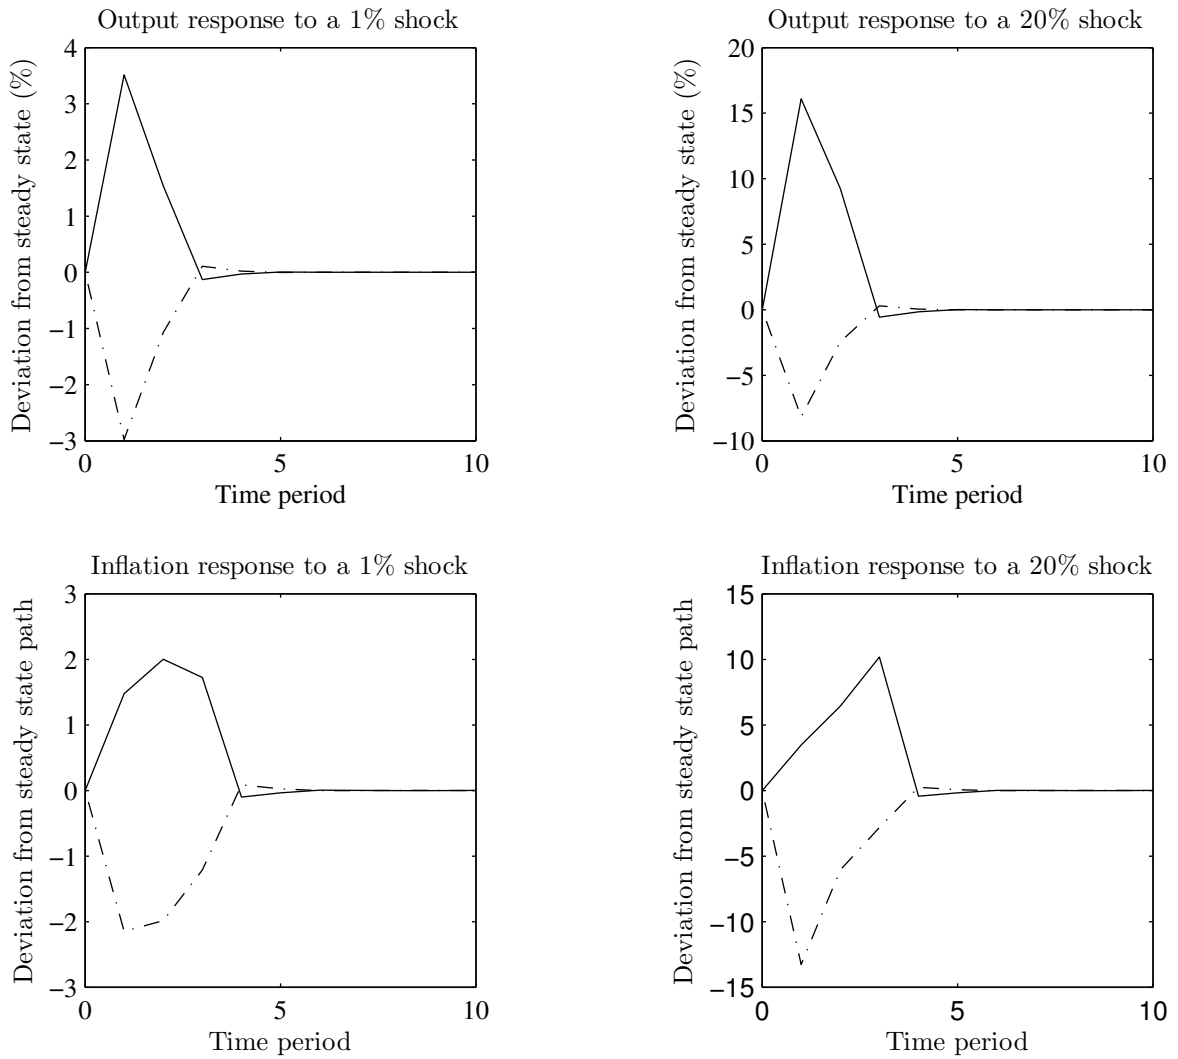 Output response to a 1% shock
Deviation from steady state (%)
4
3
2
1
0
−1
−2
−3
0 5 10
Time period
Output response to a 20% shock
Deviation from steady state (%)
20
15
10
5
0
−5
−10
0 5 10
Time period
Inflation response to a 1% shock
Deviation from steady state path
3
2
1
0
−1
−2
−3
0 5 10
Time period
Inflation response to a 20% shock
Deviation from steady state path
15
10
5
0
−5
−10
−15
0 5 10
Time period